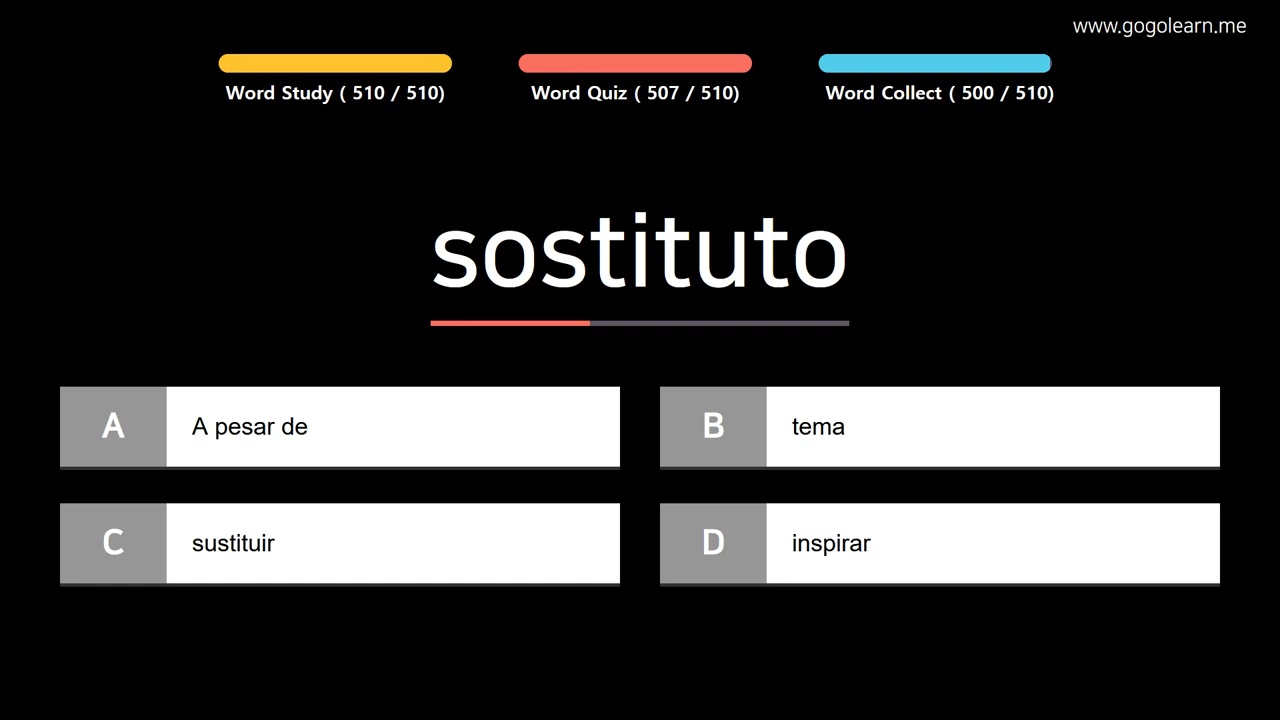 www.gogolearn.me
Word Study ( 510 / 510)
Word Quiz ( 507 / 510)
Word Collect ( 500 / 510)
sostituto
A
A pesar de
B
tema
C
sustituir
D
inspirar